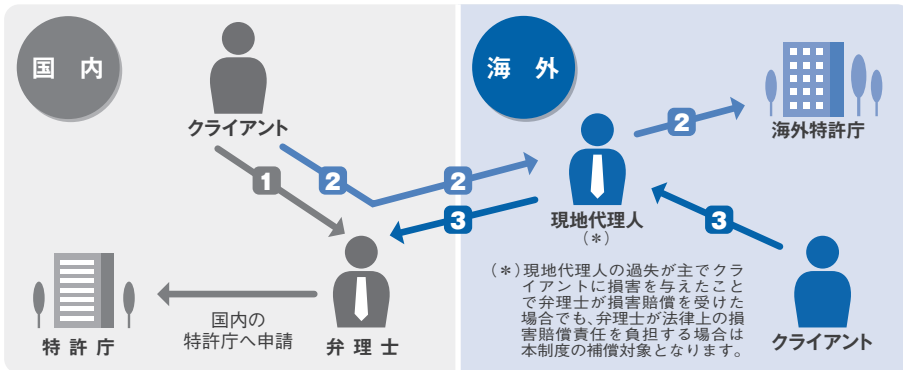 国内
クライアント
1
2
2
3
特許庁
国内の
特許庁へ申請
弁理士
海外
2
海外特許庁
現地代理人
（＊）
3
（＊）現地代理人の過失が主でクラ
イアントに損害を与えたこと
で弁理士が損害賠償を受けた
場合でも、弁理士が法律上の損
害賠償責任を負担する場合は
本制度の補償対象となります。
クライアント